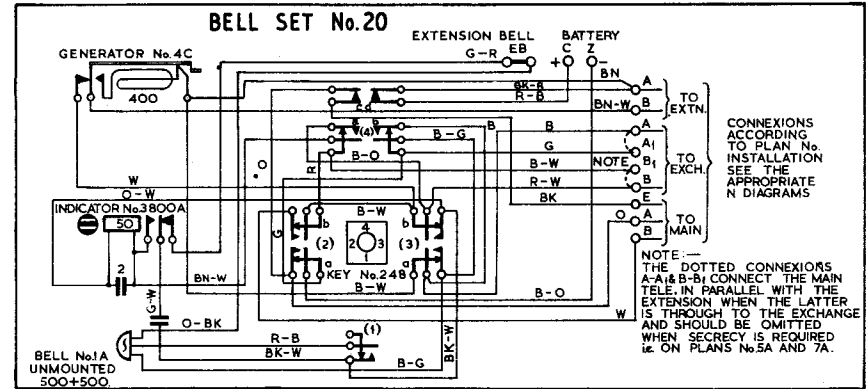 BELL SET No.20
EXTENSION BELL
BATTERY
GENERATOR No.4C
G-R
EB
C
Z
+
-
400
BN
BK-R
R-B
BN-W
A
B
TO EXTN.
c d
a b
(4)
B-G
B
B
G
B-W
R-W
BK
A
A1
B1
B
NOTE
TO EXCH.
CONNEXIONS
ACCORDING
TO PLAN No.
INSTALLATION
SEE THE
APPROPRIATE
N DIAGRAMS
O
R
B-O
W
O-W
INDICATOR No.3800A
50
2
BN-W
G
B-W
b
b
(2)
(3)
4
2
3
1
a
a
KEY No.248
B-W
E
A
B
O
TO MAIN
W
B-O
G-W
O-BK
R-B
BK-W
(1)
B-G
BK-W
BELL No.1A
UNMOUNTED
500+500.
NOTE:—
THE DOTTED CONNEXIONS
A-A1& B-B1 CONNECT THE MAIN
TELE. IN PARALLEL WITH THE
EXTENSION WHEN THE LATTER
IS THROUGH TO THE EXCHANGE
AND SHOULD BE OMITTED
WHEN SECRECY IS REQUIRED
ie. ON PLANS No.5A AND 7A.